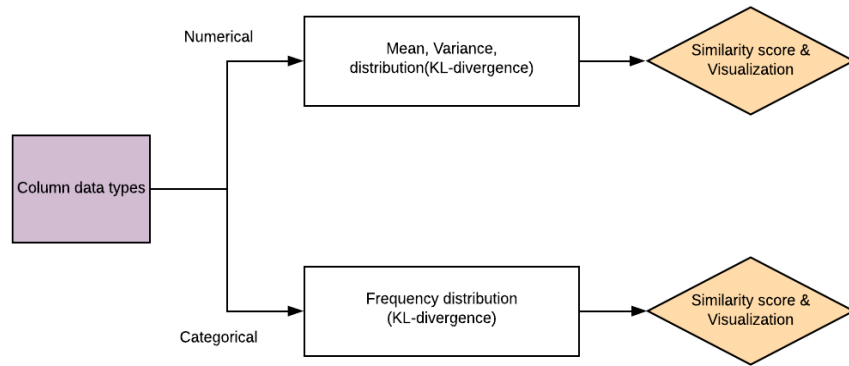 Numerical
Mean, Variance,
distribution(KL-divergence)
Similarity score &
Visualization
Column data types
Frequency distribution
(KL-divergence)
Similarity score &
Visualization
Categorical